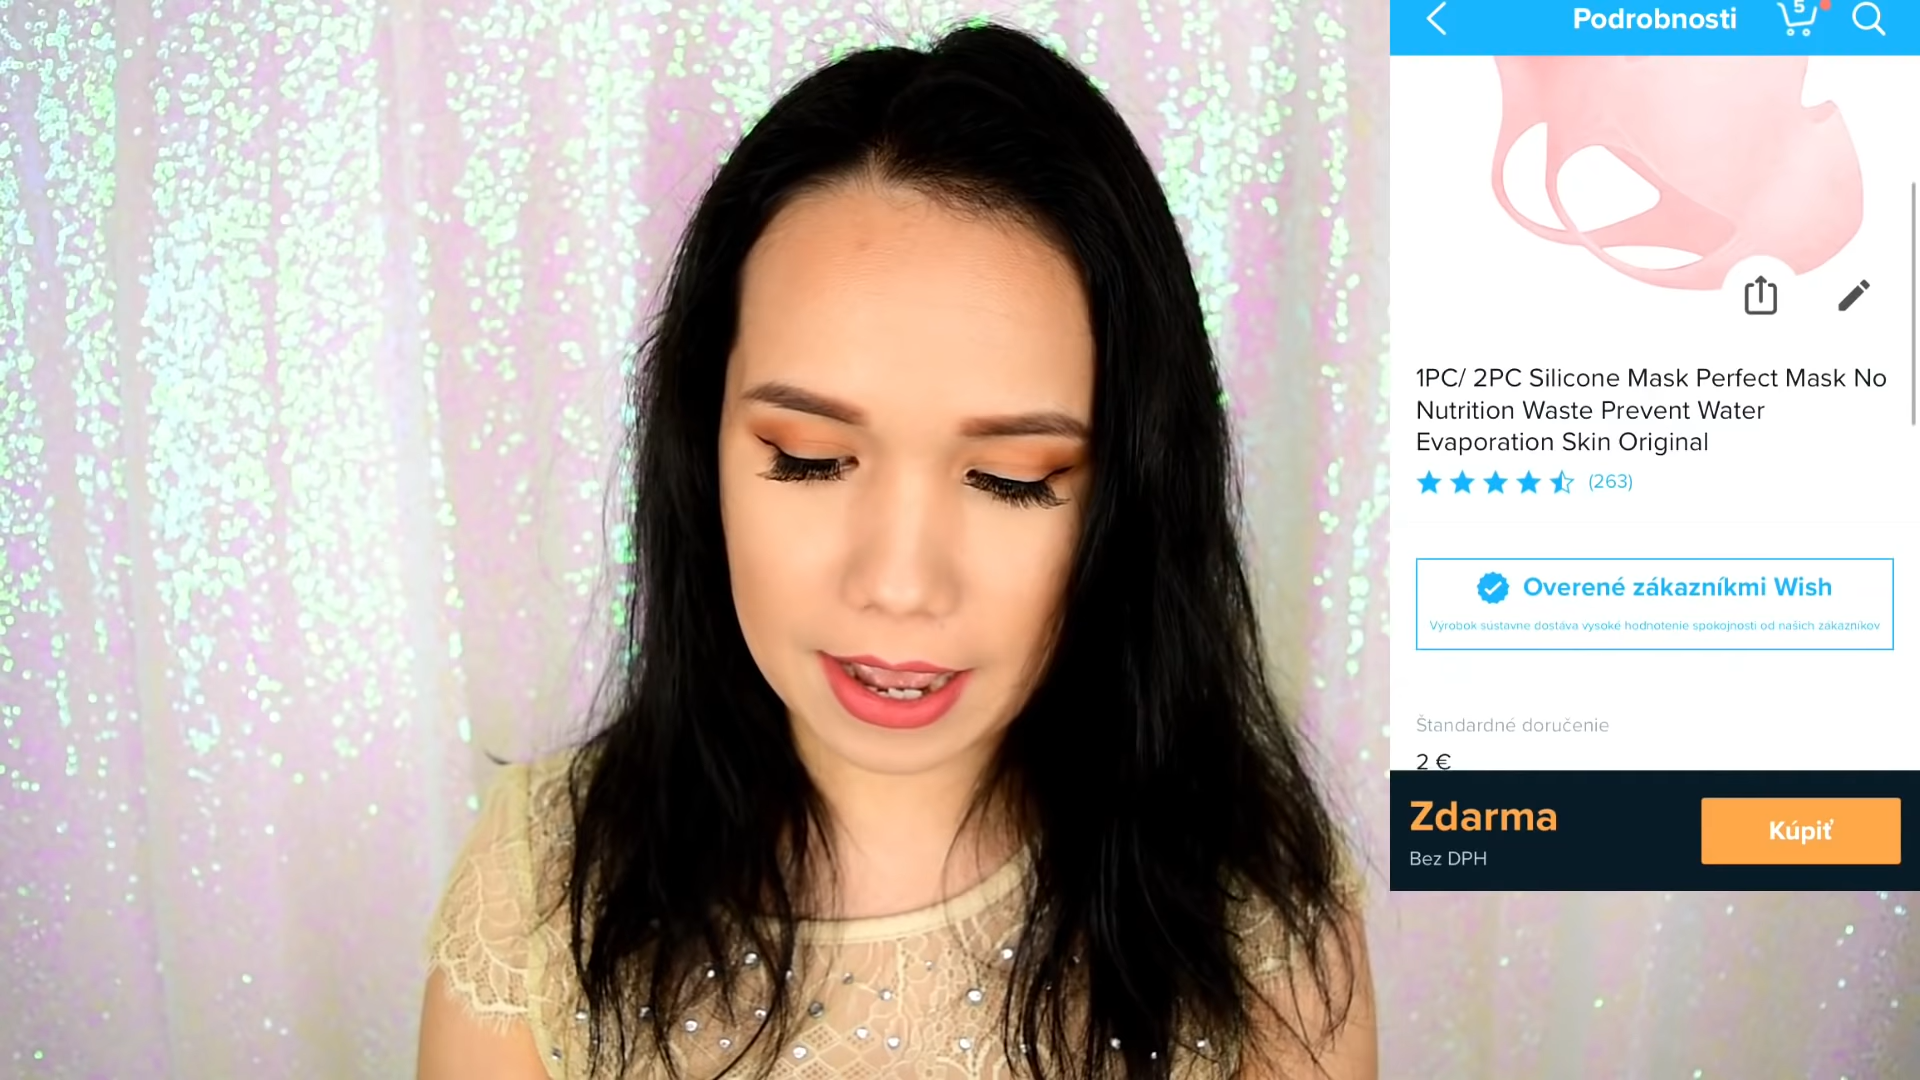 Podrobnosti
5
1PC/ 2PC Silicone Mask Perfect Mask No
Nutrition Waste Prevent Water
Evaporation Skin Original
(263)
Overené zákazníkmi Wish
Výrobok sústavne dostáva vysoké hodnotenie spokojnosti od našich zákazníkov
Štandardné doručenie
2 €
Zdarma
Kúpiť
Bez DPH